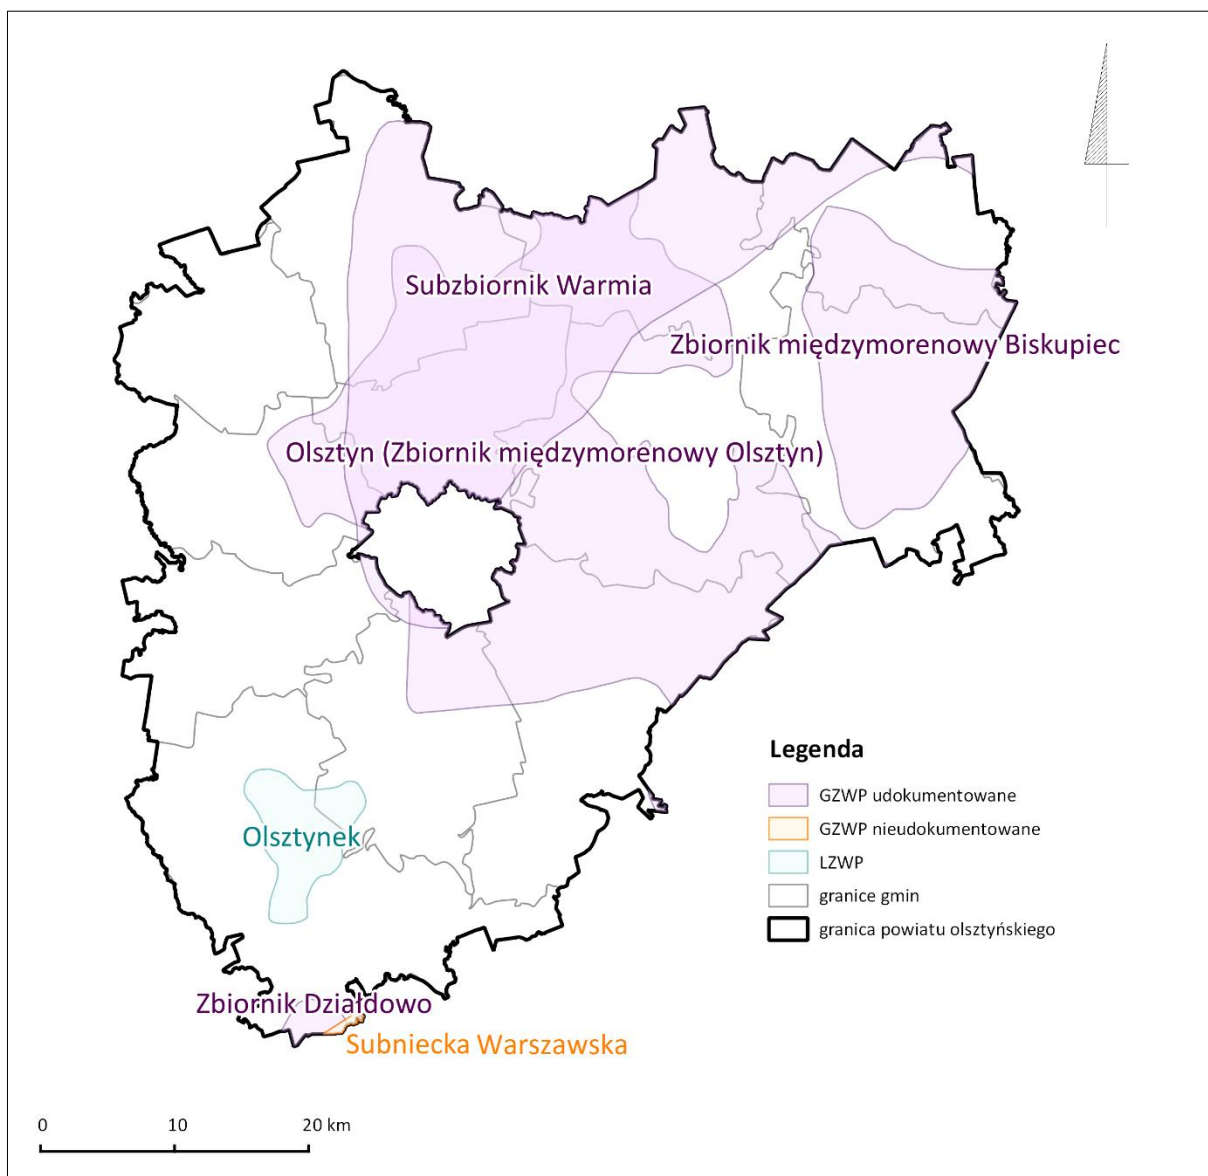 Subzbiornik Warmia
Zbiornik międzymorenowy Biskupiec
Olsztyn (Zbiornik międzymorenowy Olsztyn)
Legenda
GZWP udokumentowane
GZWP nieudokumentowane
LZWP
granice gmin
granica powiatu olsztyńskiego
Olsztynek
Zbiornik Działdowo
Subniecka Warszawska
0 10 20 km